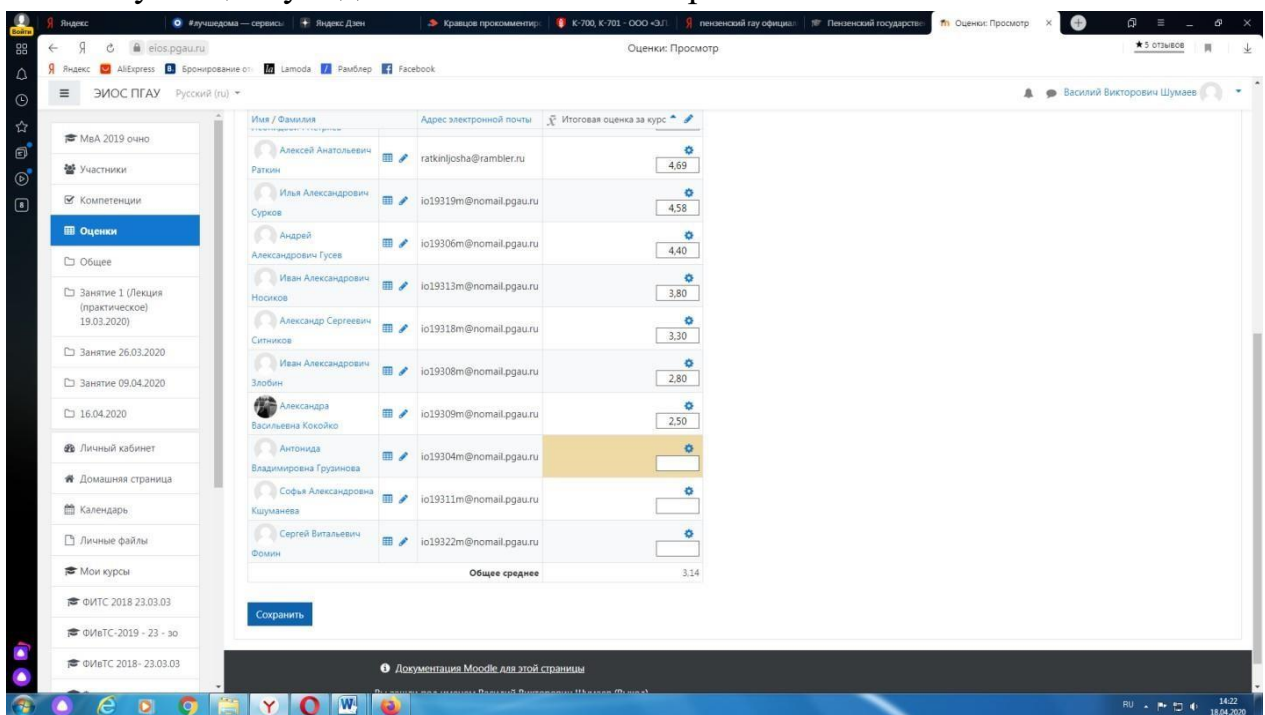 Войти
Яндекс
#лучшедома — сервисы
Яндекс Дзен
Кравцов прокомментир
К-700, К-701 - ООО «Э.П.
пензенский гау официал
Пензенский государстве
Оценки: Просмотр
eios.pgau.ru
Оценки: Просмотр
★ 5 отзывов
Яндекс AliExpress Бронирование от Lamoda Рамблер Facebook
ЭИОС ПГАУ Русский (ru)
Василий Викторович Шумаев
МвА 2019 очно
Участники
Компетенции
Оценки
Общее
Занятие 1 (Лекция
(практическое)
19.03.2020)
Занятие 26.03.2020
Занятие 09.04.2020
16.04.2020
Личный кабинет
Домашняя страница
Календарь
Личные файлы
Мои курсы
ФИТС 2018 23.03.03
ФИвТС-2019 - 23 - зо
ФИвТС 2018- 23.03.03
Имя / Фамилия Адрес электронной почты x̄ Итоговая оценка за курс
Алексей Анатольевич
Раткин
ratkinljosha@rambler.ru
4,69
Илья Александрович
Сурков
io19319m@nomail.pgau.ru
4,58
Андрей
Александрович Гусев
io19306m@nomail.pgau.ru
4,40
Иван Александрович
Носиков
io19313m@nomail.pgau.ru
3,80
Александр Сергеевич
Ситников
io19318m@nomail.pgau.ru
3,30
Иван Александрович
Злобин
io19308m@nomail.pgau.ru
2,80
Александра
Васильевна Кокойко
io19309m@nomail.pgau.ru
2,50
Антонида
Владимировна Грузинова
io19304m@nomail.pgau.ru
Софья Александровна
Кшуманева
io19311m@nomail.pgau.ru
Сергей Витальевич
Фомин
io19322m@nomail.pgau.ru
Общее среднее 3,14
Сохранить
Документация Moodle для этой страницы
RU
14:22
18.04.2020